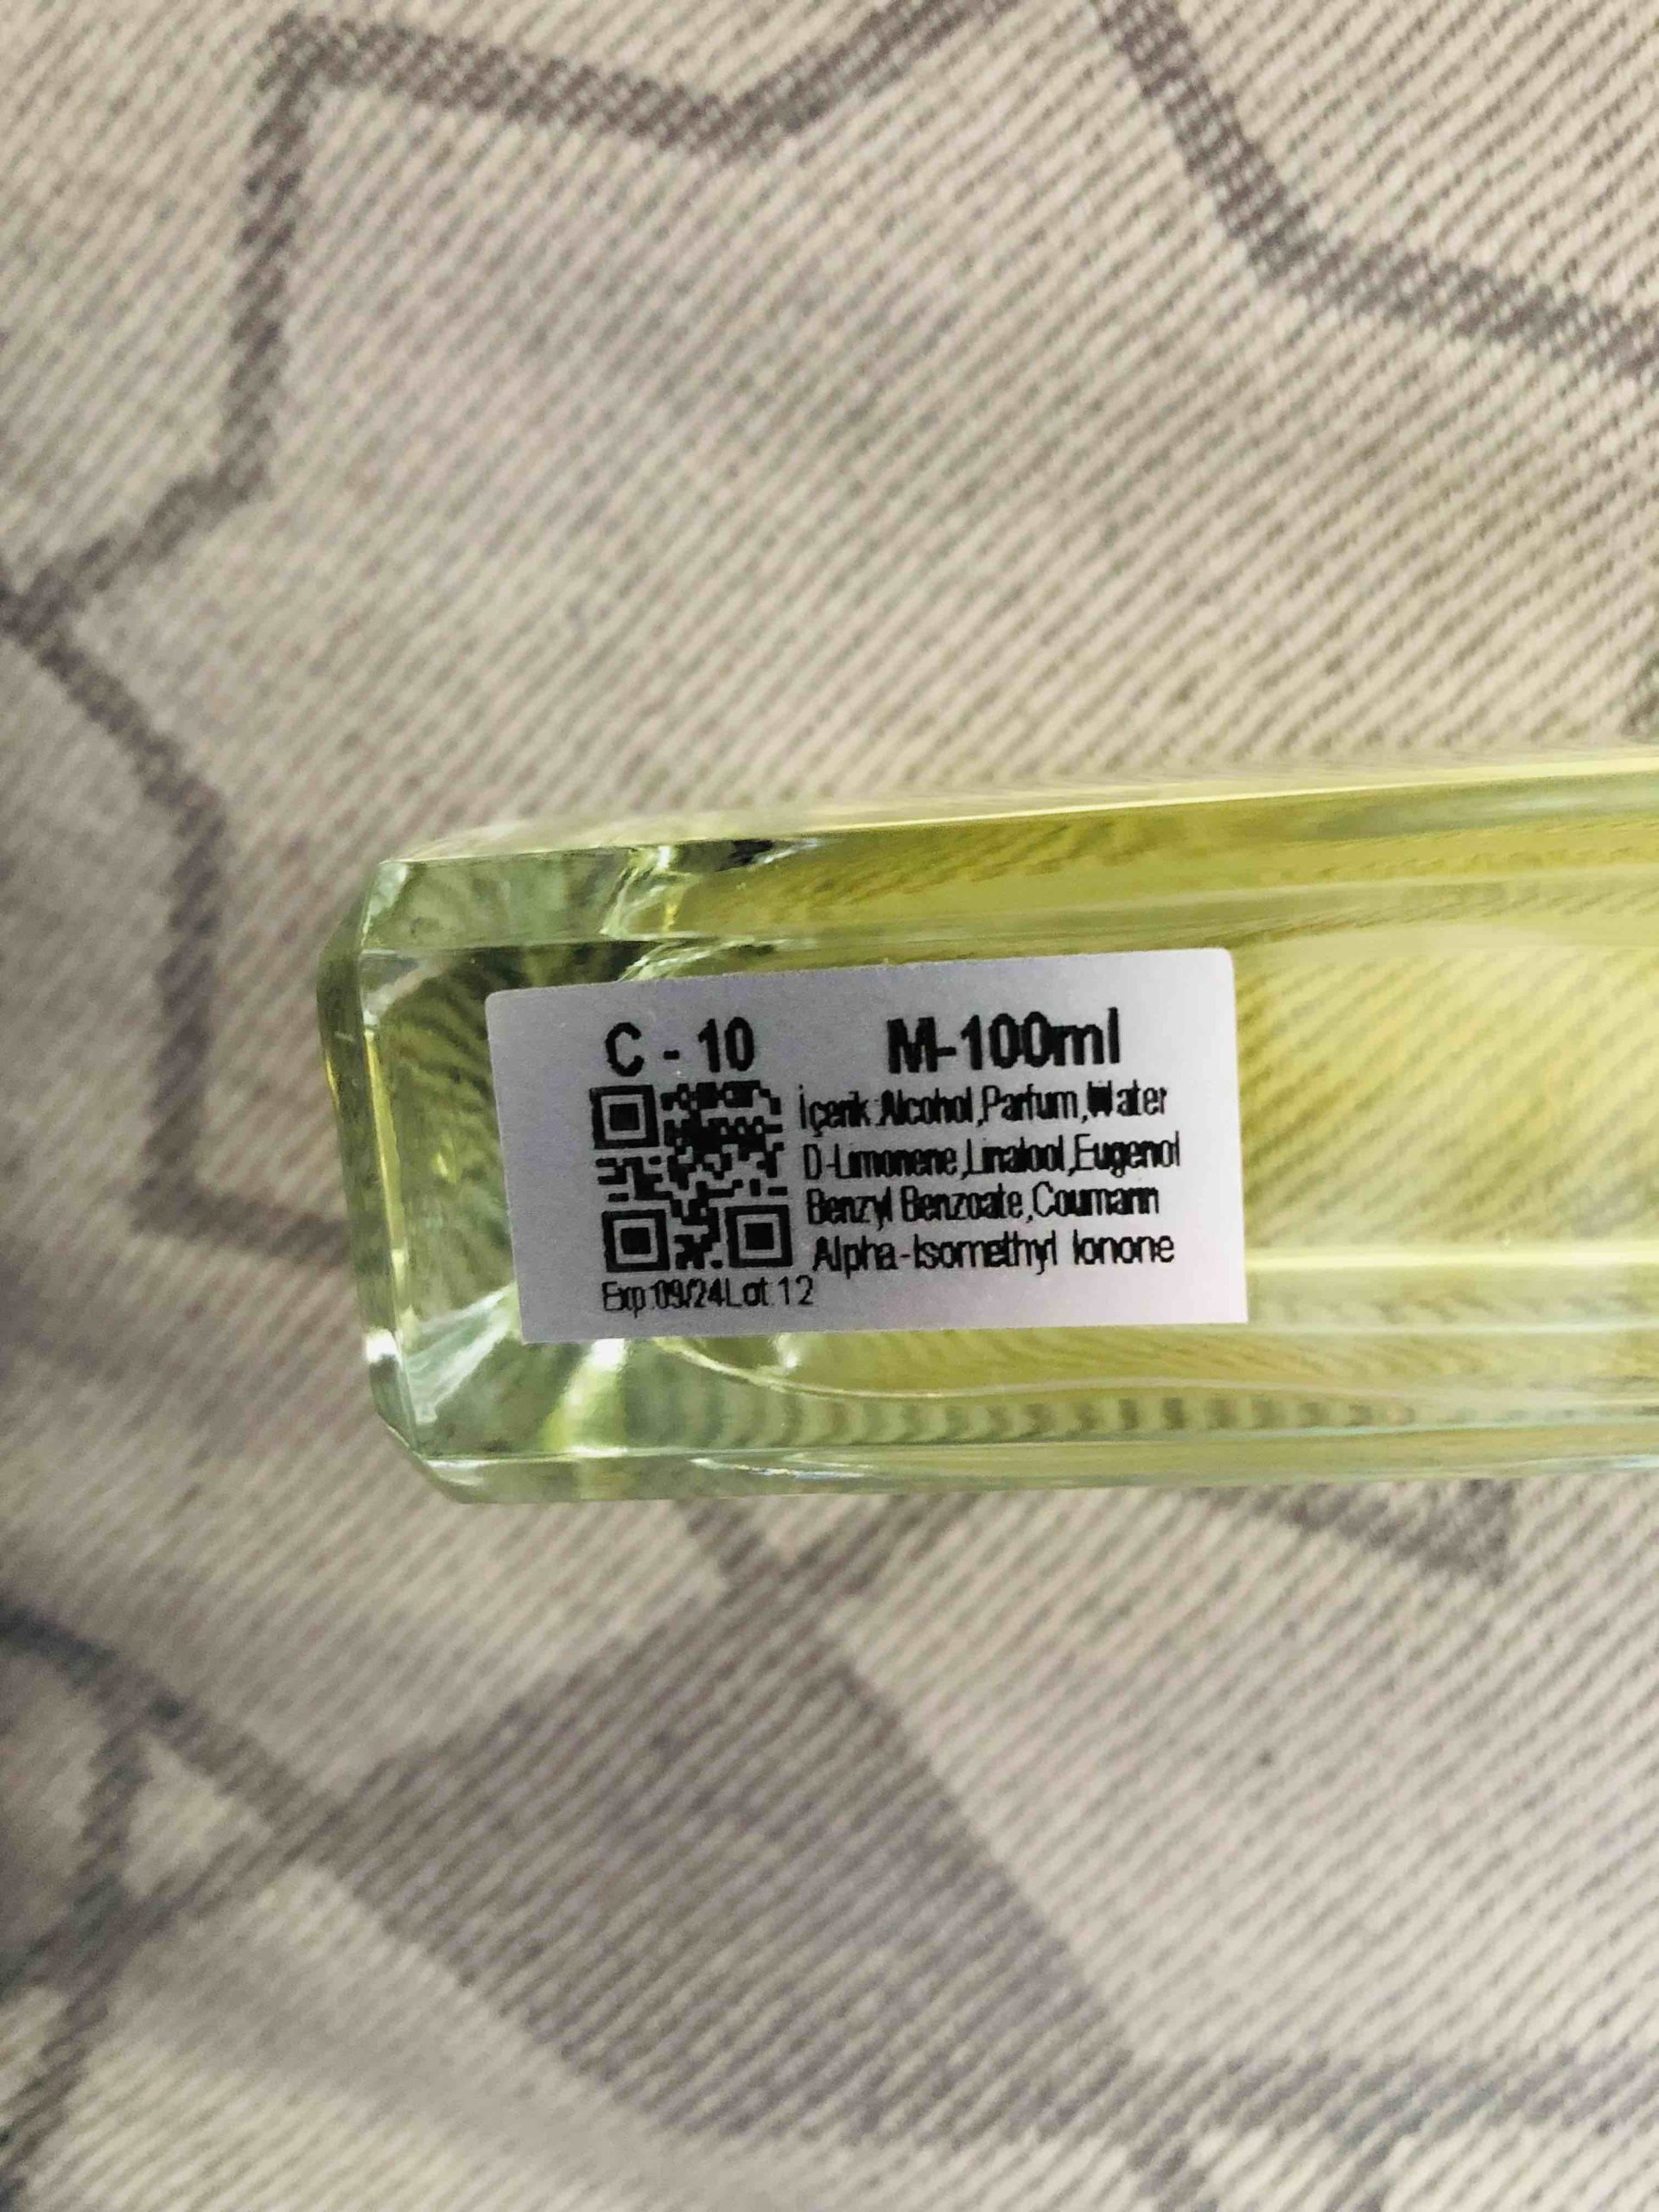 C - 10 M-100ml
İçerik:Alcohol,Parfum,Water
D-Limonene,Linalool,Eugenol
Benzyl Benzoate,Coumarin
Alpha-Isomethyl Ionone
Exp:09/24Lot:12